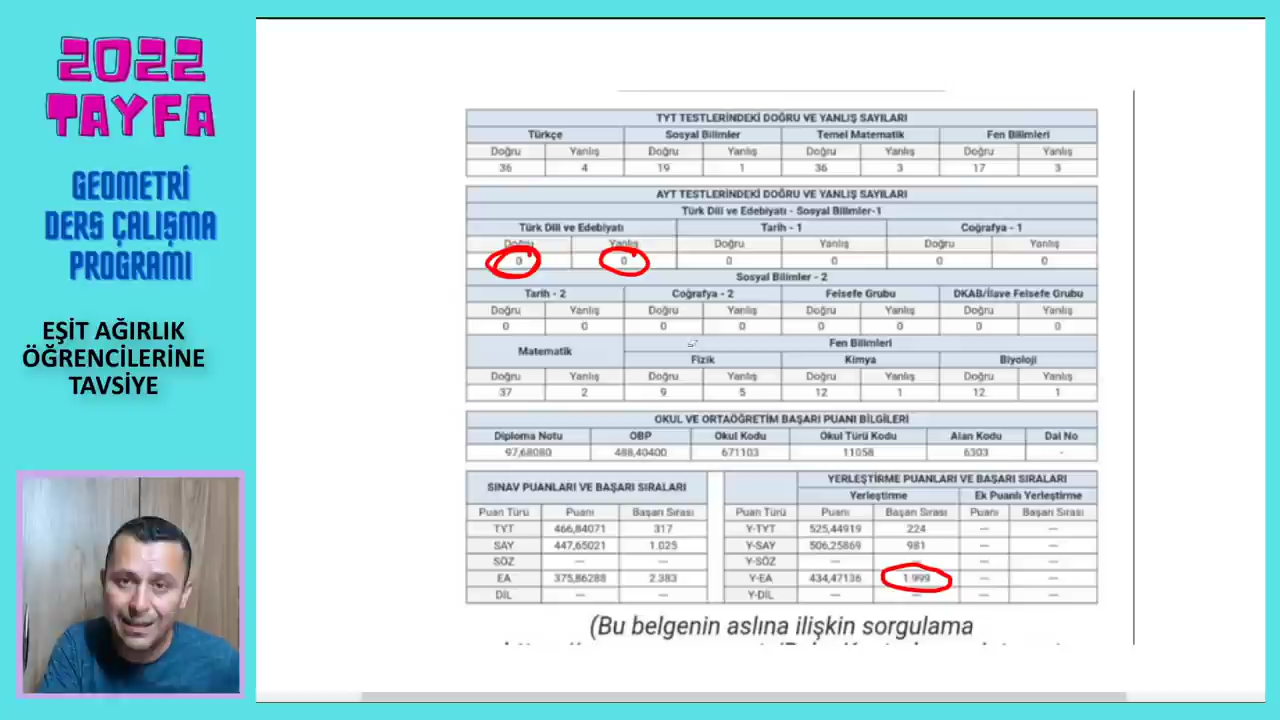 2022
TAYFA
GEOMETRİ
DERS ÇALIŞMA
PROGRAMI
EŞİT AĞIRLIK
ÖĞRENCİLERİNE
TAVSİYE
TYT TESTLERİNDEKİ DOĞRU VE YANLIŞ SAYILARI
Türkçe Sosyal Bilimler Temel Matematik Fen Bilimleri
Doğru Yanlış Doğru Yanlış Doğru Yanlış Doğru Yanlış
36 4 19 1 36 3 17 3
AYT TESTLERİNDEKİ DOĞRU VE YANLIŞ SAYILARI
Türk Dili ve Edebiyatı - Sosyal Bilimler-1
Türk Dili ve Edebiyatı Tarih - 1 Coğrafya - 1
Doğru Yanlış Doğru Yanlış Doğru Yanlış
0 0 0 0 0 0
Sosyal Bilimler - 2
Tarih - 2 Coğrafya - 2 Felsefe Grubu DKAB/İlave Felsefe Grubu
Doğru Yanlış Doğru Yanlış Doğru Yanlış Doğru Yanlış
0 0 0 0 0 0 0 0
Matematik Fen Bilimleri
Fizik Kimya Biyoloji
Doğru Yanlış Doğru Yanlış Doğru Yanlış Doğru Yanlış
37 2 9 5 12 1 12 1
OKUL VE ORTAÖĞRETİM BAŞARI PUANI BİLGİLERİ
Diploma Notu OBP Okul Kodu Okul Türü Kodu Alan Kodu Dal No
97,68080 488,40400 671103 11058 6303 -
SINAV PUANLARI VE BAŞARI SIRALARI
Puan Türü Puanı Başarı Sırası
TYT 466,84071 317
SAY 447,65021 1.025
SÖZ — —
EA 375,86288 2.383
DİL — —
YERLEŞTİRME PUANLARI VE BAŞARI SIRALARI
Yerleştirme Ek Puanlı Yerleştirme
Puan Türü Puanı Başarı Sırası Puanı Başarı Sırası
Y-TYT 525,44919 224 — —
Y-SAY 506,25869 981 — —
Y-SÖZ — — — —
Y-EA 434,47136 1.999 — —
Y-DİL — — — —
(Bu belgenin aslına ilişkin sorgulama